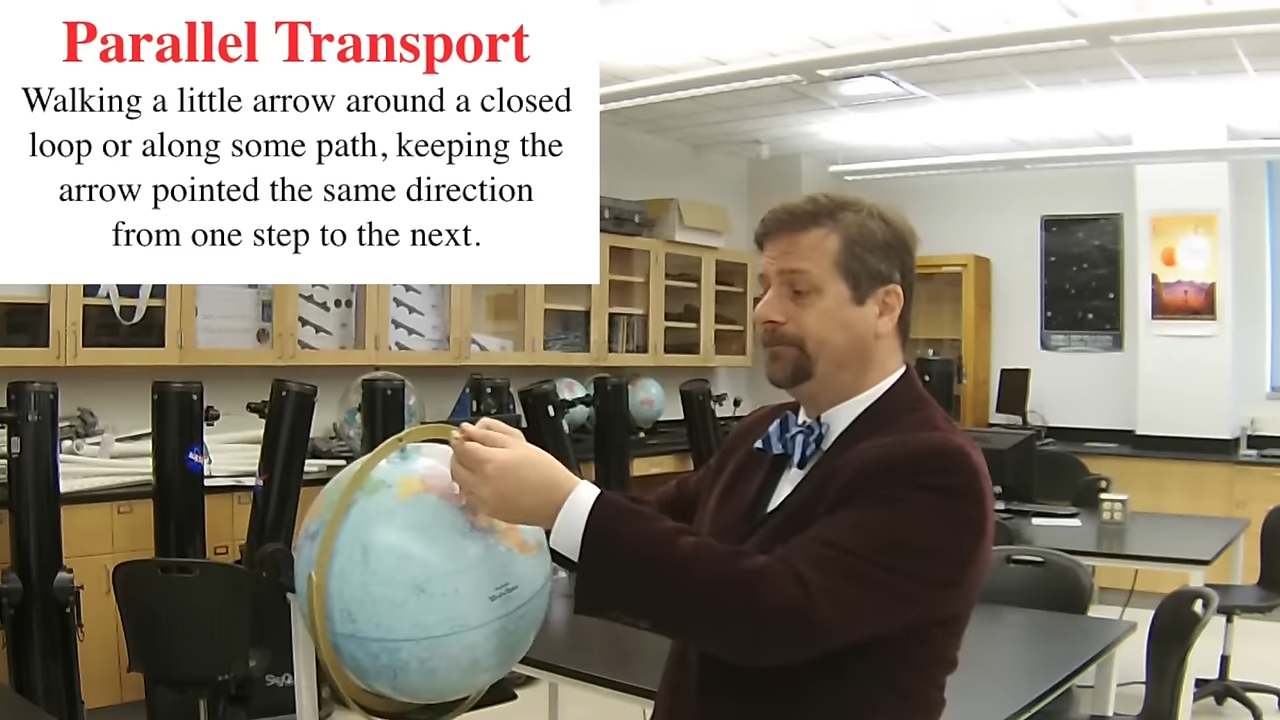 Parallel Transport
Walking a little arrow around a closed
loop or along some path, keeping the
arrow pointed the same direction
from one step to the next.
NASA